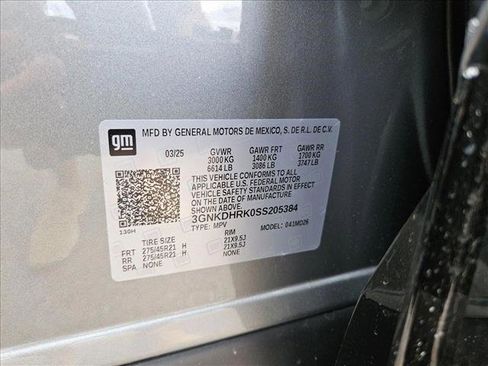 gm
MFD BY GENERAL MOTORS DE MEXICO, S. DE R.L. DE C.V.
03/25 GVWR GAWR FRT GAWR RR
3000 KG 1400 KG 1700 KG
6614 LB 3086 LB 3747 LB
THIS VEHICLE CONFORMS TO ALL
APPLICABLE U.S. FEDERAL MOTOR
VEHICLE SAFETY STANDARDS IN EFFECT
ON THE DATE OF MANUFACTURE
SHOWN ABOVE.
3GNKDHRK0SS205384
TYPE: MPV MODEL: 041MD26
130H
TIRE SIZE RIM
FRT 275/45R21 H 21X9.5J
RR 275/45R21 H 21X9.5J
SPA NONE NONE